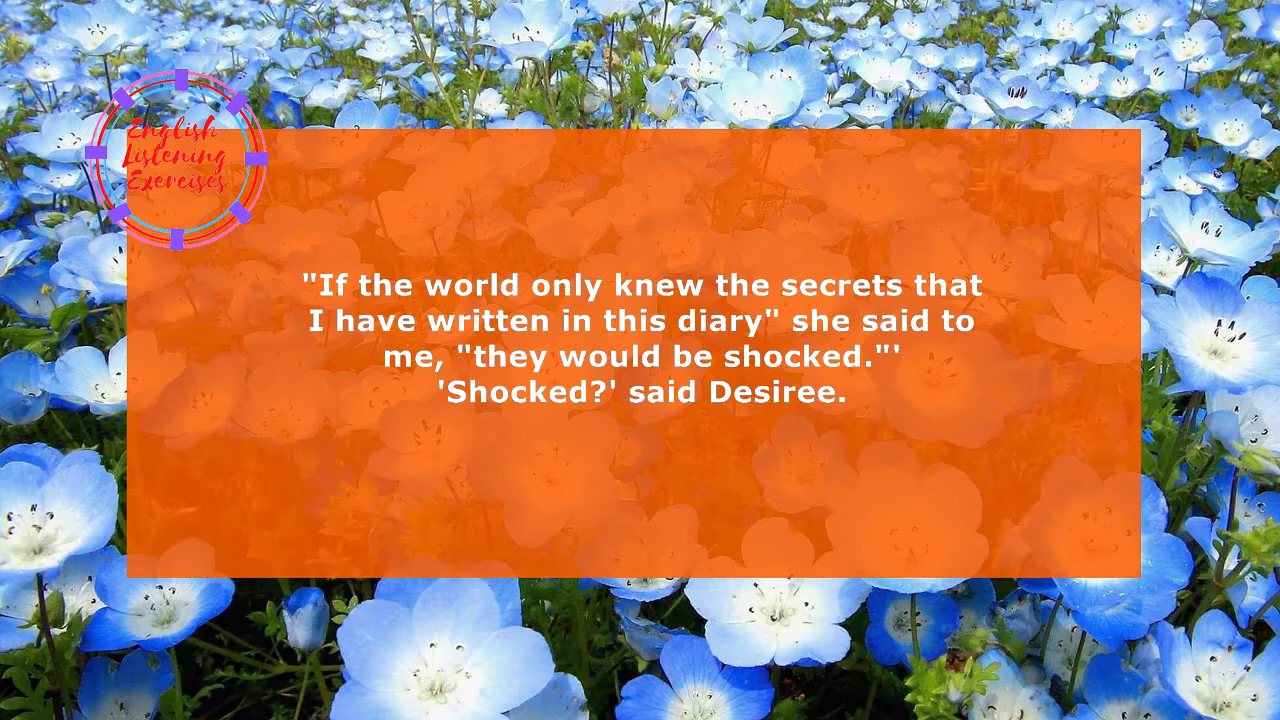 English
Listening
Exercises
"If the world only knew the secrets that
I have written in this diary" she said to
me, "they would be shocked."'
'Shocked?' said Desiree.